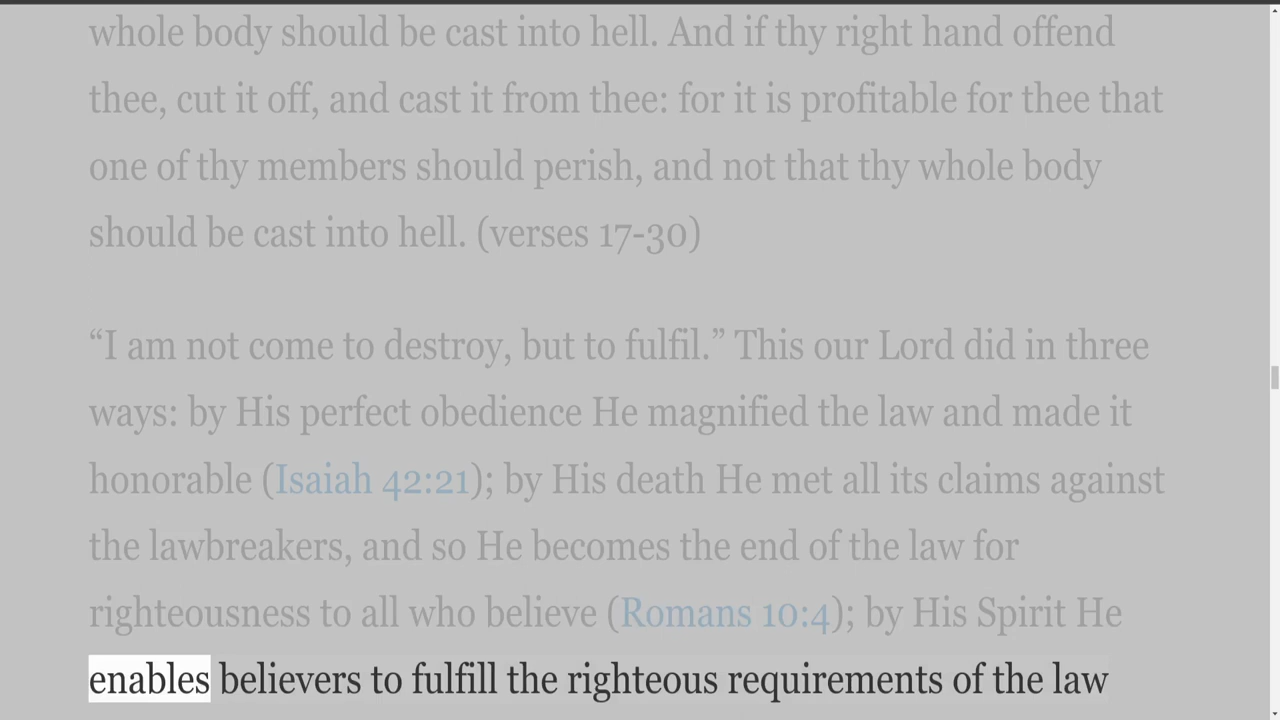 whole body should be cast into hell. And if thy right hand offend
thee, cut it off, and cast it from thee: for it is profitable for thee that
one of thy members should perish, and not that thy whole body
should be cast into hell. (verses 17-30)
“I am not come to destroy, but to fulfil.” This our Lord did in three
ways: by His perfect obedience He magnified the law and made it
honorable (Isaiah 42:21); by His death He met all its claims against
the lawbreakers, and so He becomes the end of the law for
righteousness to all who believe (Romans 10:4); by His Spirit He
enables believers to fulfill the righteous requirements of the law